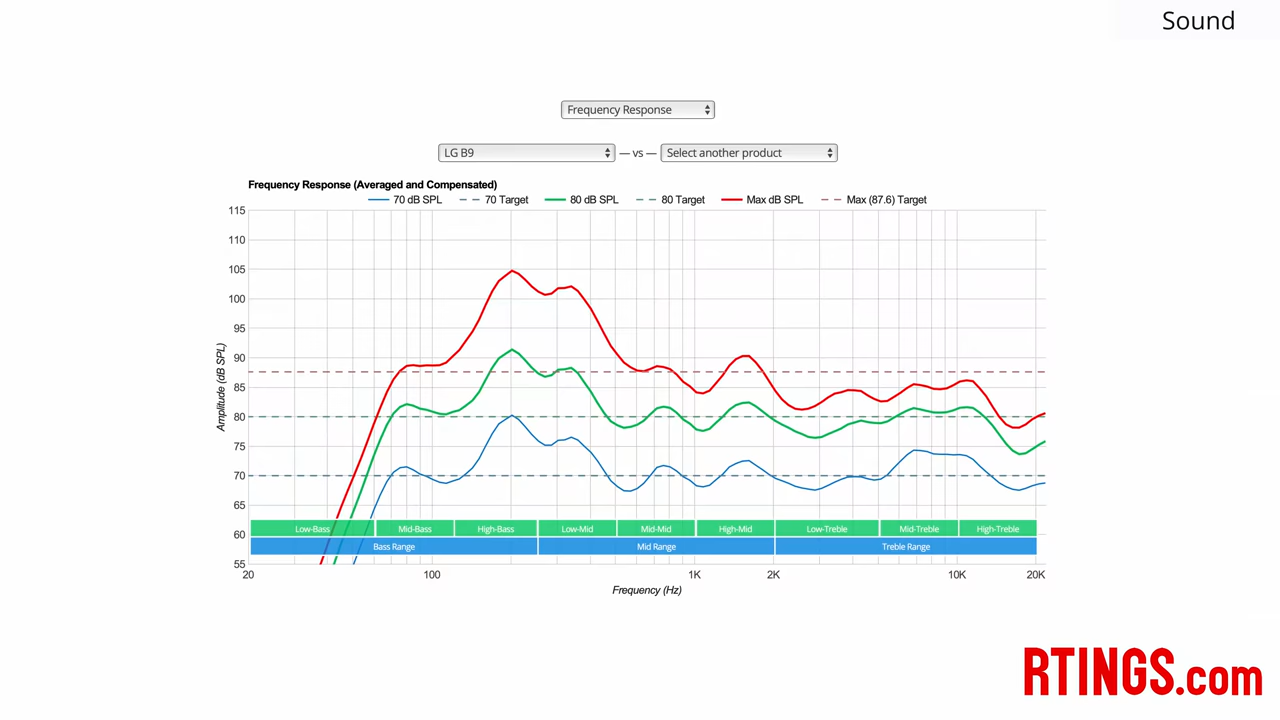 Sound
Frequency Response
LG B9 — vs — Select another product
Frequency Response (Averaged and Compensated)
70 dB SPL 70 Target 80 dB SPL 80 Target Max dB SPL Max (87.6) Target
115
110
105
100
95
90
85
80
75
70
65
60
55
Amplitude (dB SPL)
Low-Bass Mid-Bass High-Bass Low-Mid Mid-Mid High-Mid Low-Treble Mid-Treble High-Treble
Bass Range Mid Range Treble Range
20 100 1K 2K 10K 20K
Frequency (Hz)
RTINGS.com